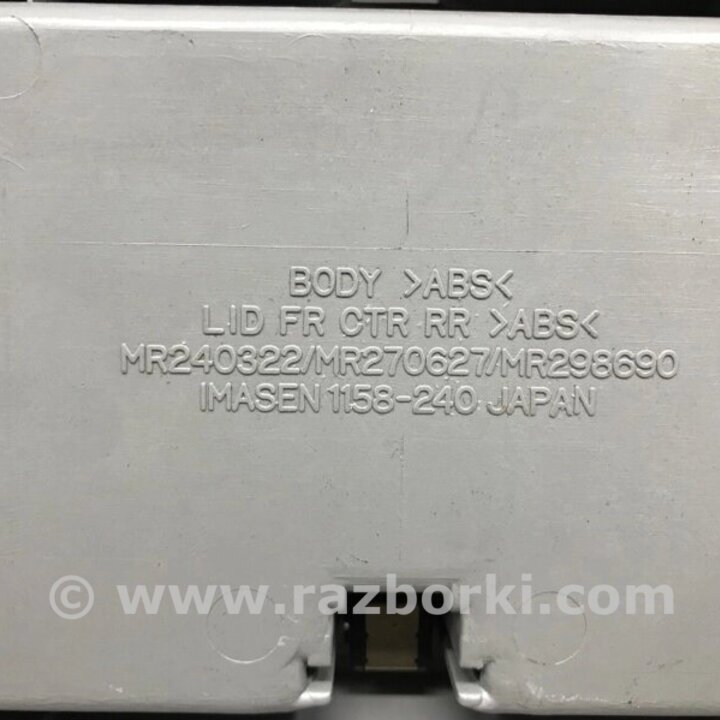 BODY >ABS<
LID FR CTR RR >ABS<
MR240322/MR270627/MR298690
IMASEN 1158-240 JAPAN
© www.razborki.com